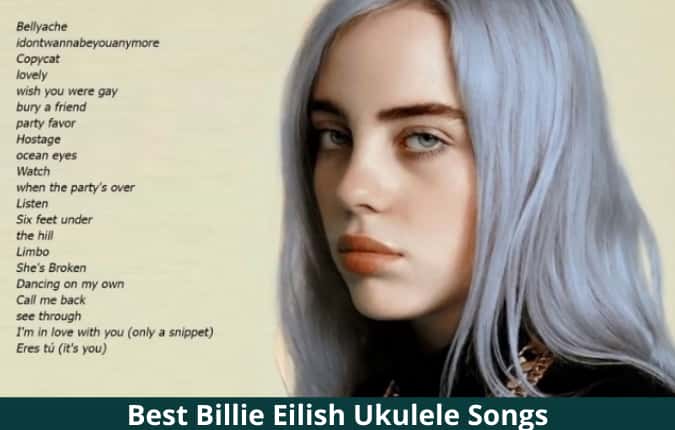 Bellyache
idontwannabeyouanymore
Copycat
lovely
wish you were gay
bury a friend
party favor
Hostage
ocean eyes
Watch
when the party's over
Listen
Six feet under
the hill
Limbo
She's Broken
Dancing on my own
Call me back
see through
I'm in love with you (only a snippet)
Eres tú (it's you)
Best Billie Eilish Ukulele Songs